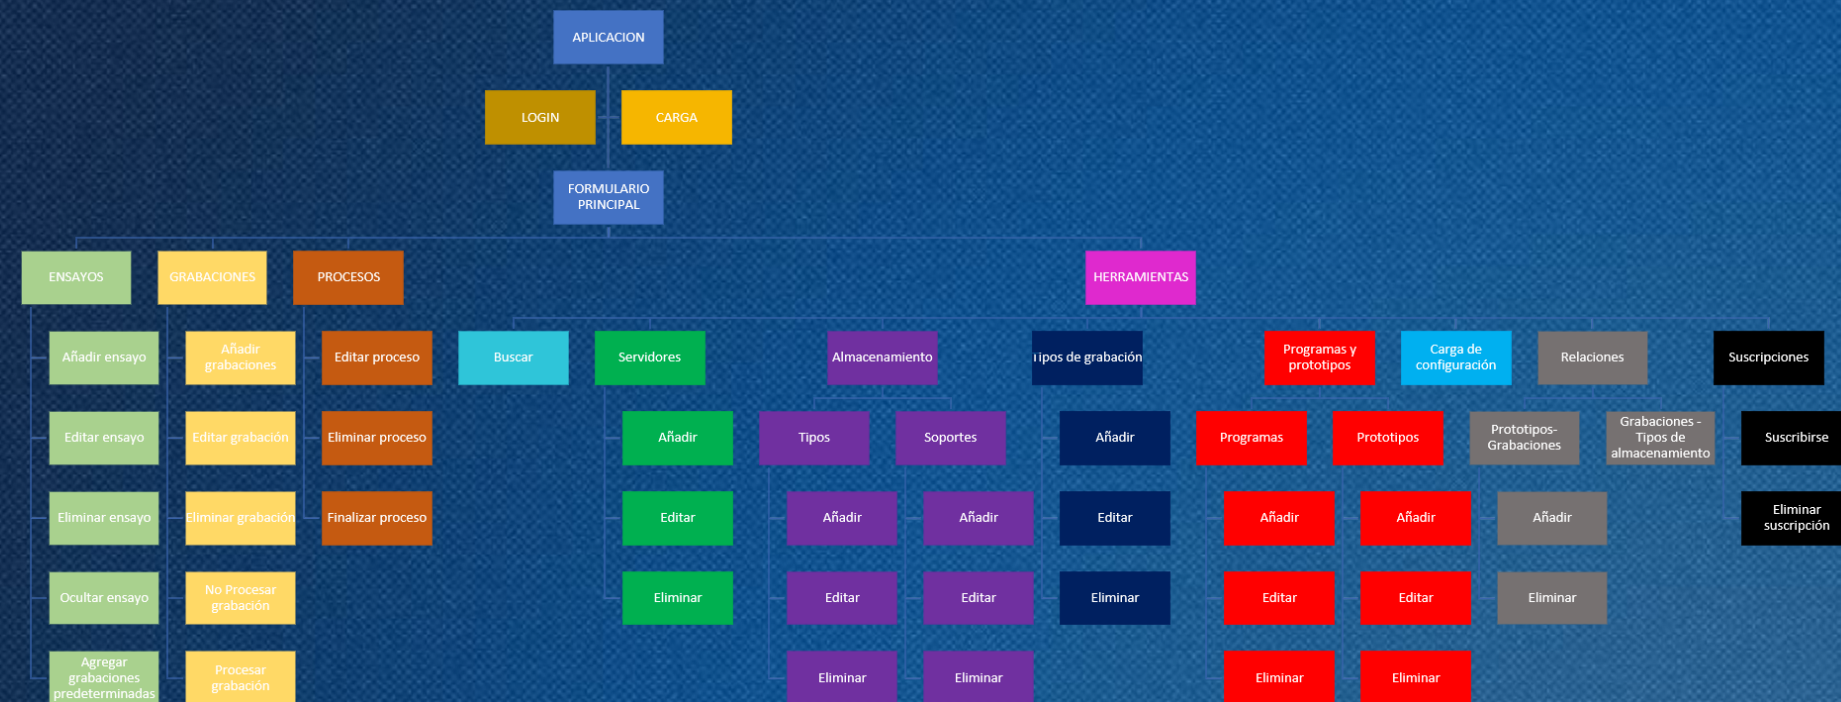 APLICACION
LOGIN
CARGA
FORMULARIO
PRINCIPAL
ENSAYOS
GRABACIONES
PROCESOS
HERRAMIENTAS
Añadir ensayo
Añadir
grabaciones
Editar proceso
Buscar
Servidores
Almacenamiento
Tipos de grabación
Programas y
prototipos
Carga de
configuración
Relaciones
Suscripciones
Editar ensayo
Editar grabación
Eliminar proceso
Añadir
Tipos
Soportes
Añadir
Programas
Prototipos
Prototipos-
Grabaciones
Grabaciones -
Tipos de
almacenamiento
Suscribirse
Eliminar ensayo
Eliminar grabación
Finalizar proceso
Editar
Añadir
Añadir
Editar
Añadir
Añadir
Añadir
Eliminar
suscripción
Ocultar ensayo
No Procesar
grabación
Eliminar
Editar
Editar
Eliminar
Editar
Editar
Eliminar
Agregar
grabaciones
predeterminadas
Procesar
grabación
Eliminar
Eliminar
Eliminar
Eliminar